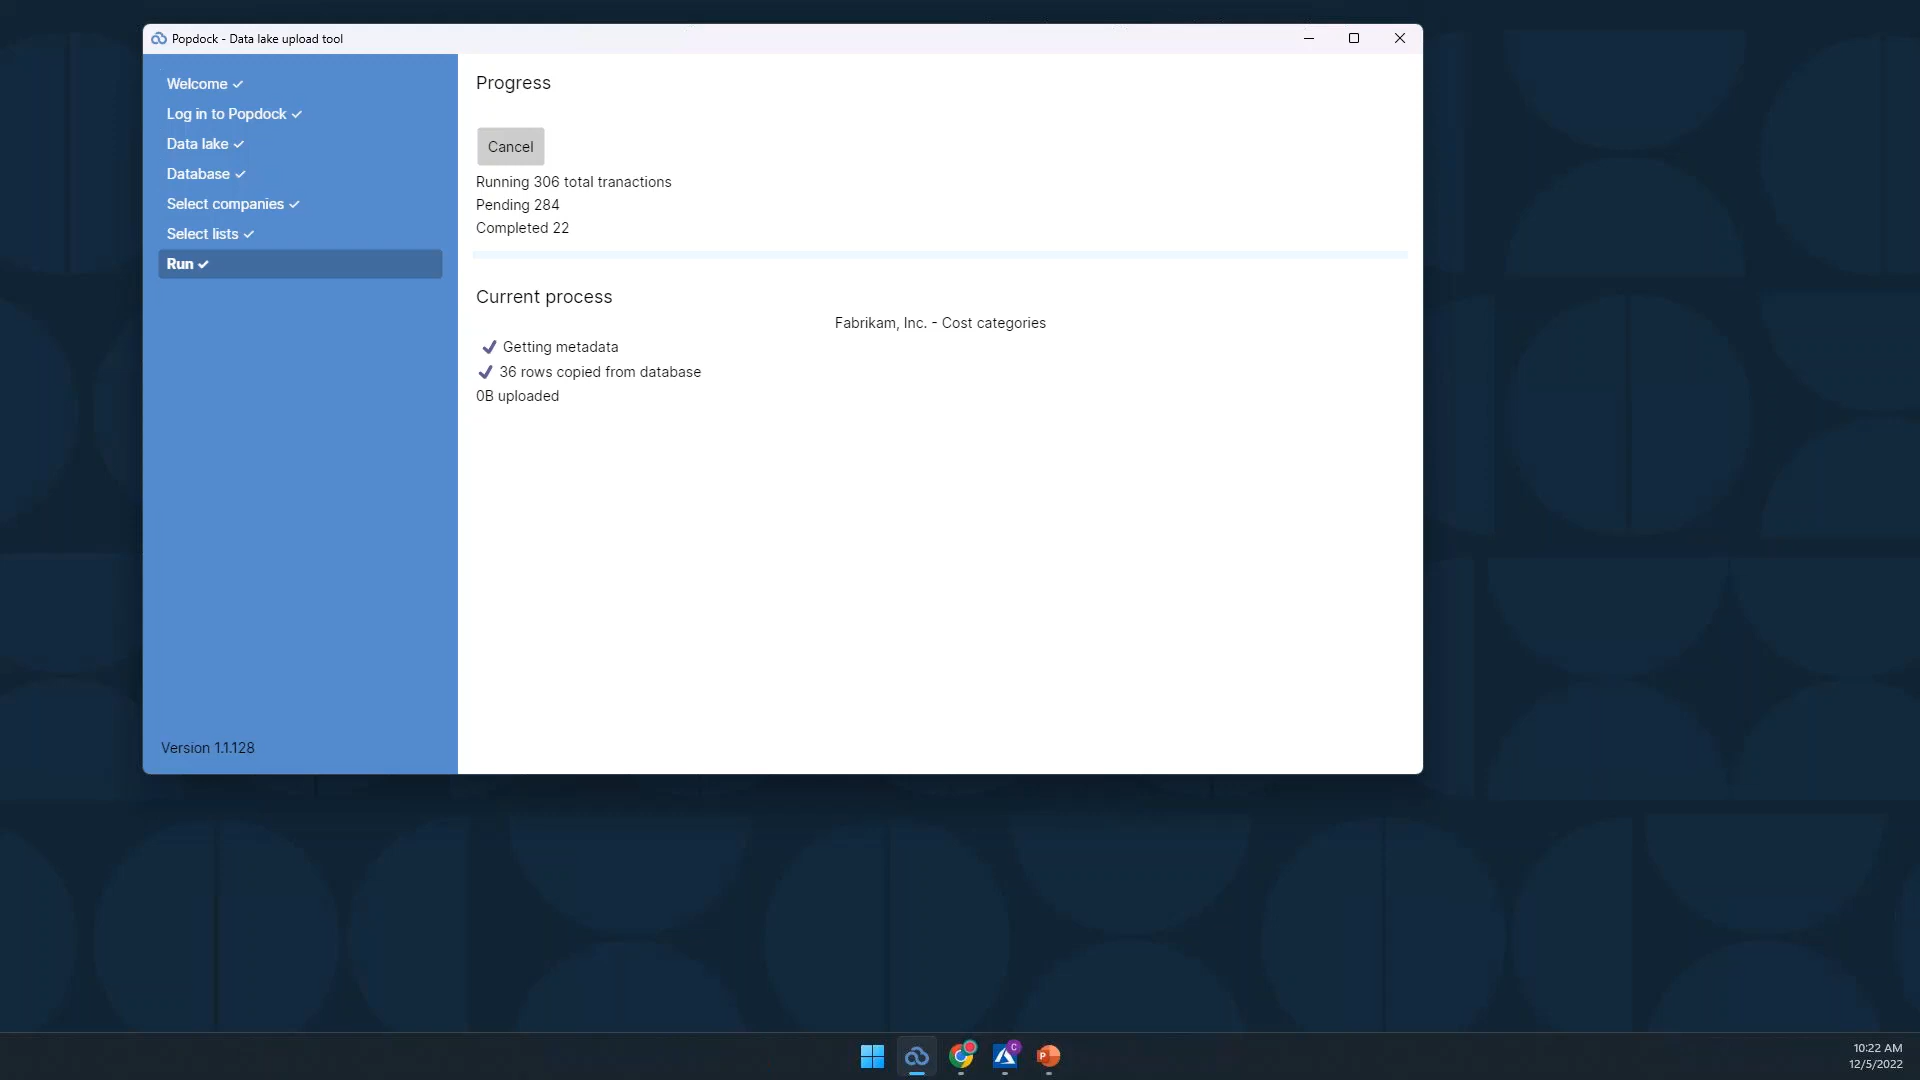 Popdock - Data lake upload tool
Welcome ✓
Log in to Popdock ✓
Data lake ✓
Database ✓
Select companies ✓
Select lists ✓
Run ✓
Version 1.1.128
Progress
Cancel
Running 306 total tranactions
Pending 284
Completed 22
Current process
Fabrikam, Inc. - Cost categories
✓ Getting metadata
✓ 36 rows copied from database
0B uploaded
C
P
10:22 AM
12/5/2022